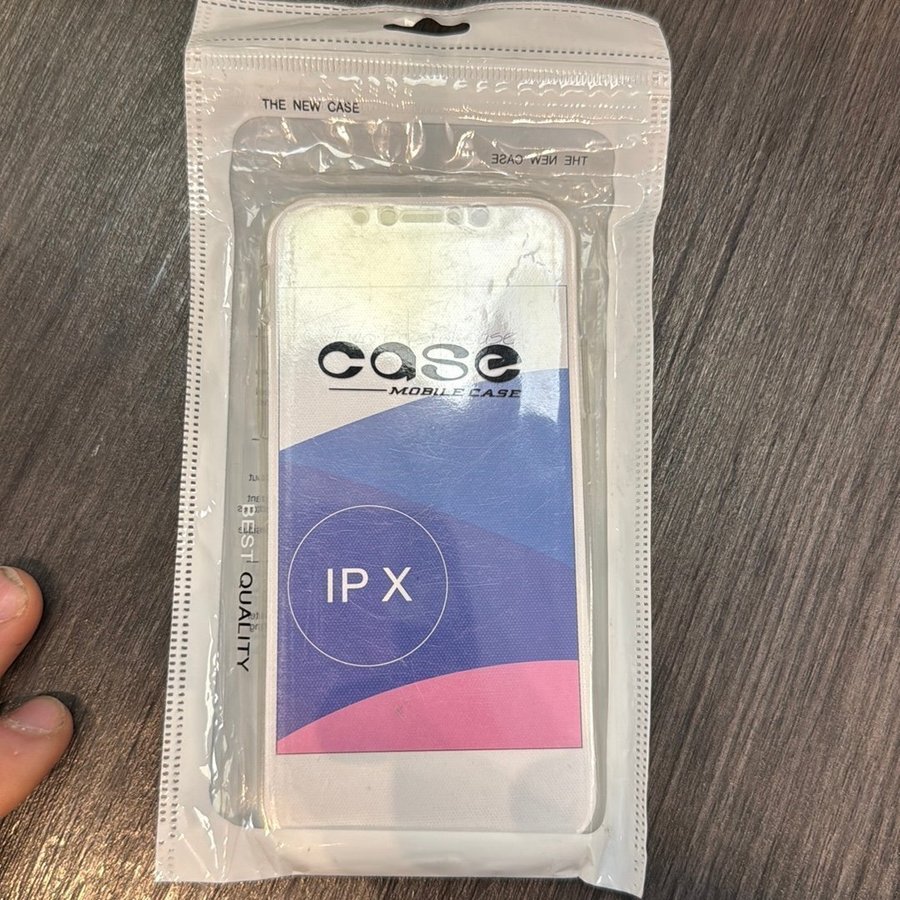 THE NEW CASE
THE NEW CASE
case
MOBILE CASE
IP X
BEST QUALITY